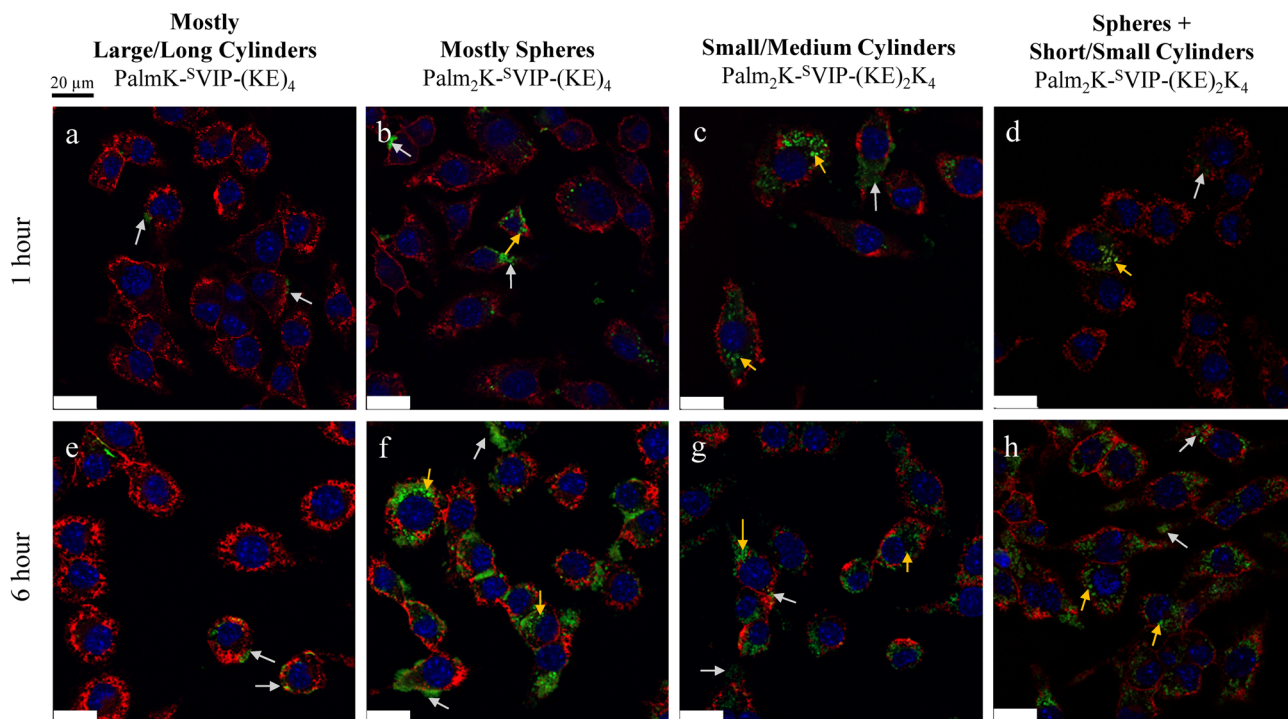 Mostly
Large/Long Cylinders
PalmK-ˢVIP-(KE)₄
Mostly Spheres
Palm₂K-ˢVIP-(KE)₄
Small/Medium Cylinders
Palm₂K-ˢVIP-(KE)₂K₄
Spheres +
Short/Small Cylinders
Palm₂K-ˢVIP-(KE)₂K₄
20 µm
1 hour
a
b
c
d
6 hour
e
f
g
h